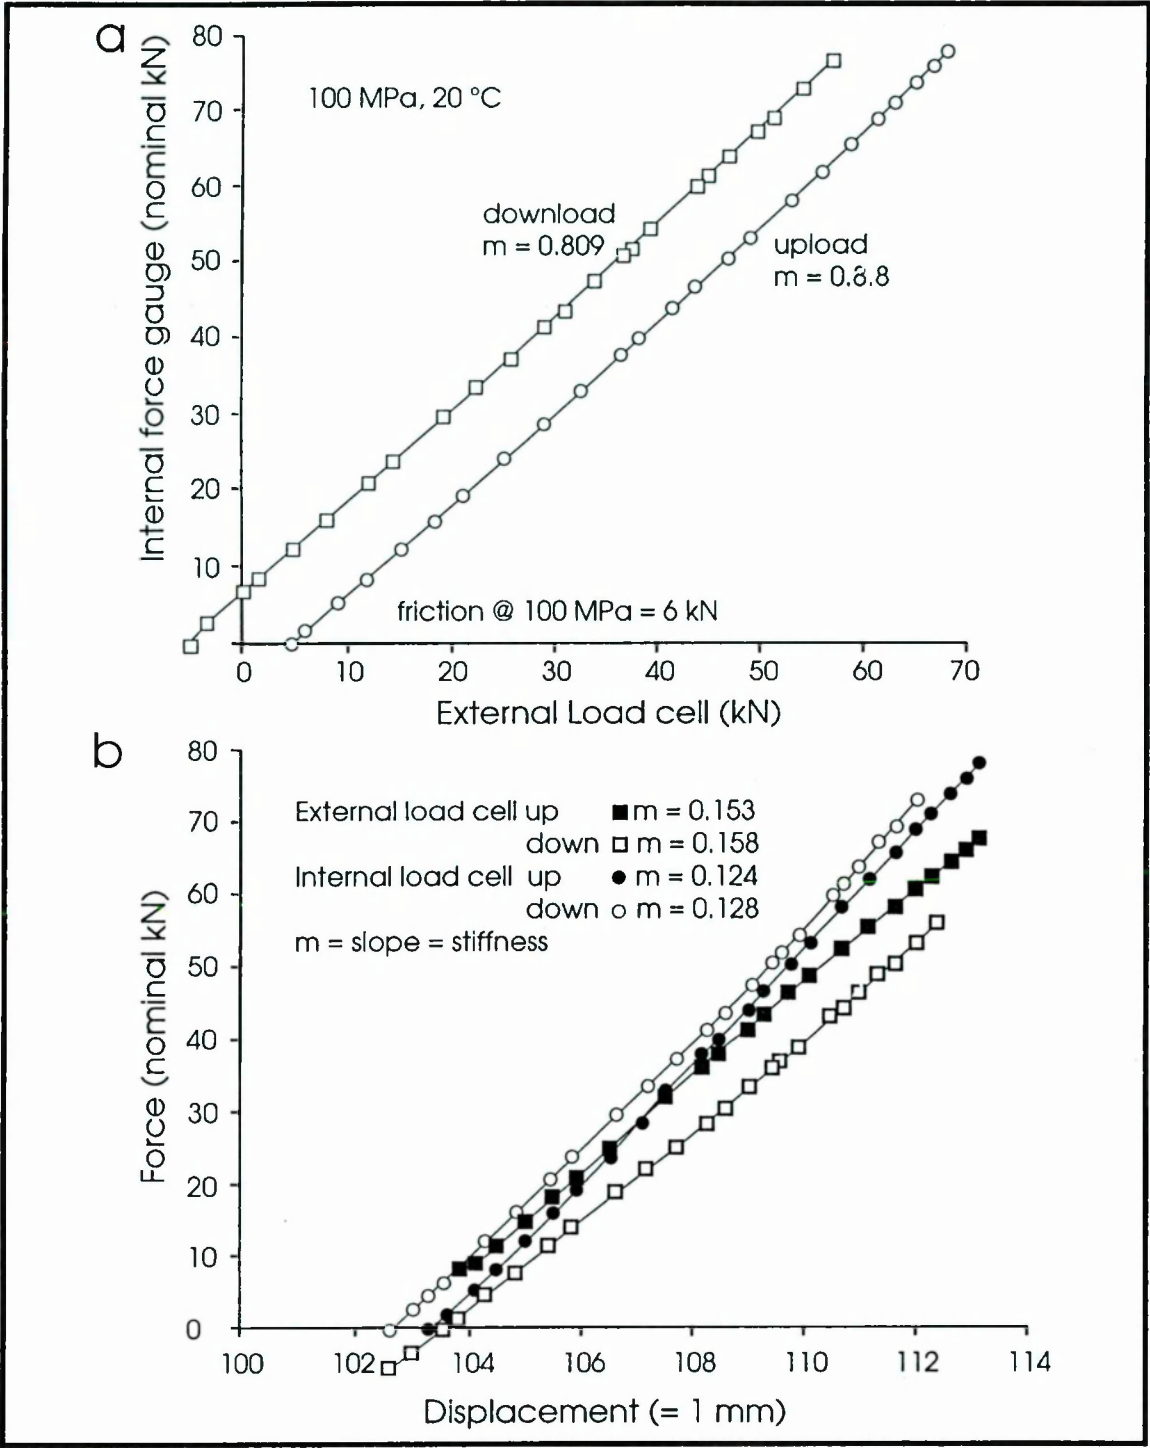 a
Internal force gauge (nominal kN)
80
70
60
50
40
30
20
10
100 MPa, 20 °C
download
m = 0.809
upload
m = 0.8.8
friction @ 100 MPa = 6 kN
0 10 20 30 40 50 60 70
External Load cell (kN)
b
Force (nominal kN)
80
70
60
50
40
30
20
10
0
External load cell up m = 0.153
down m = 0.158
Internal load cell up m = 0.124
down m = 0.128
m = slope = stiffness
100 102 104 106 108 110 112 114
Displacement (= 1 mm)